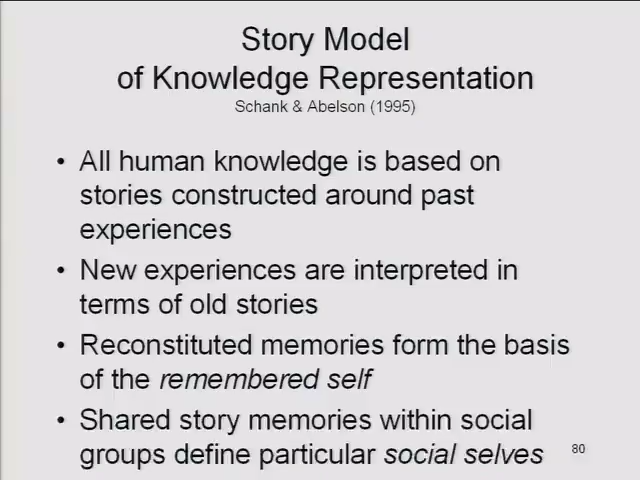 Story Model
of Knowledge Representation
Schank & Abelson (1995)
• All human knowledge is based on
stories constructed around past
experiences
• New experiences are interpreted in
terms of old stories
• Reconstituted memories form the basis
of the remembered self
• Shared story memories within social
groups define particular social selves
80